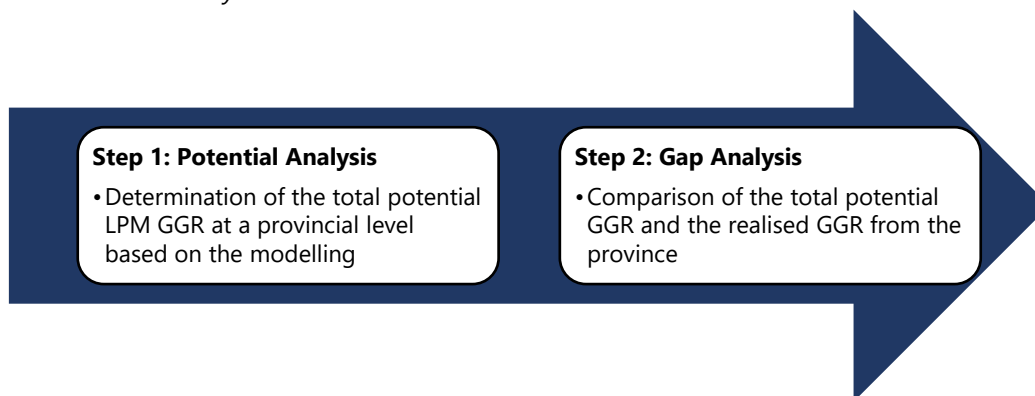 Step 1: Potential Analysis
•Determination of the total potential
LPM GGR at a provincial level
based on the modelling
Step 2: Gap Analysis
•Comparison of the total potential
GGR and the realised GGR from the
province